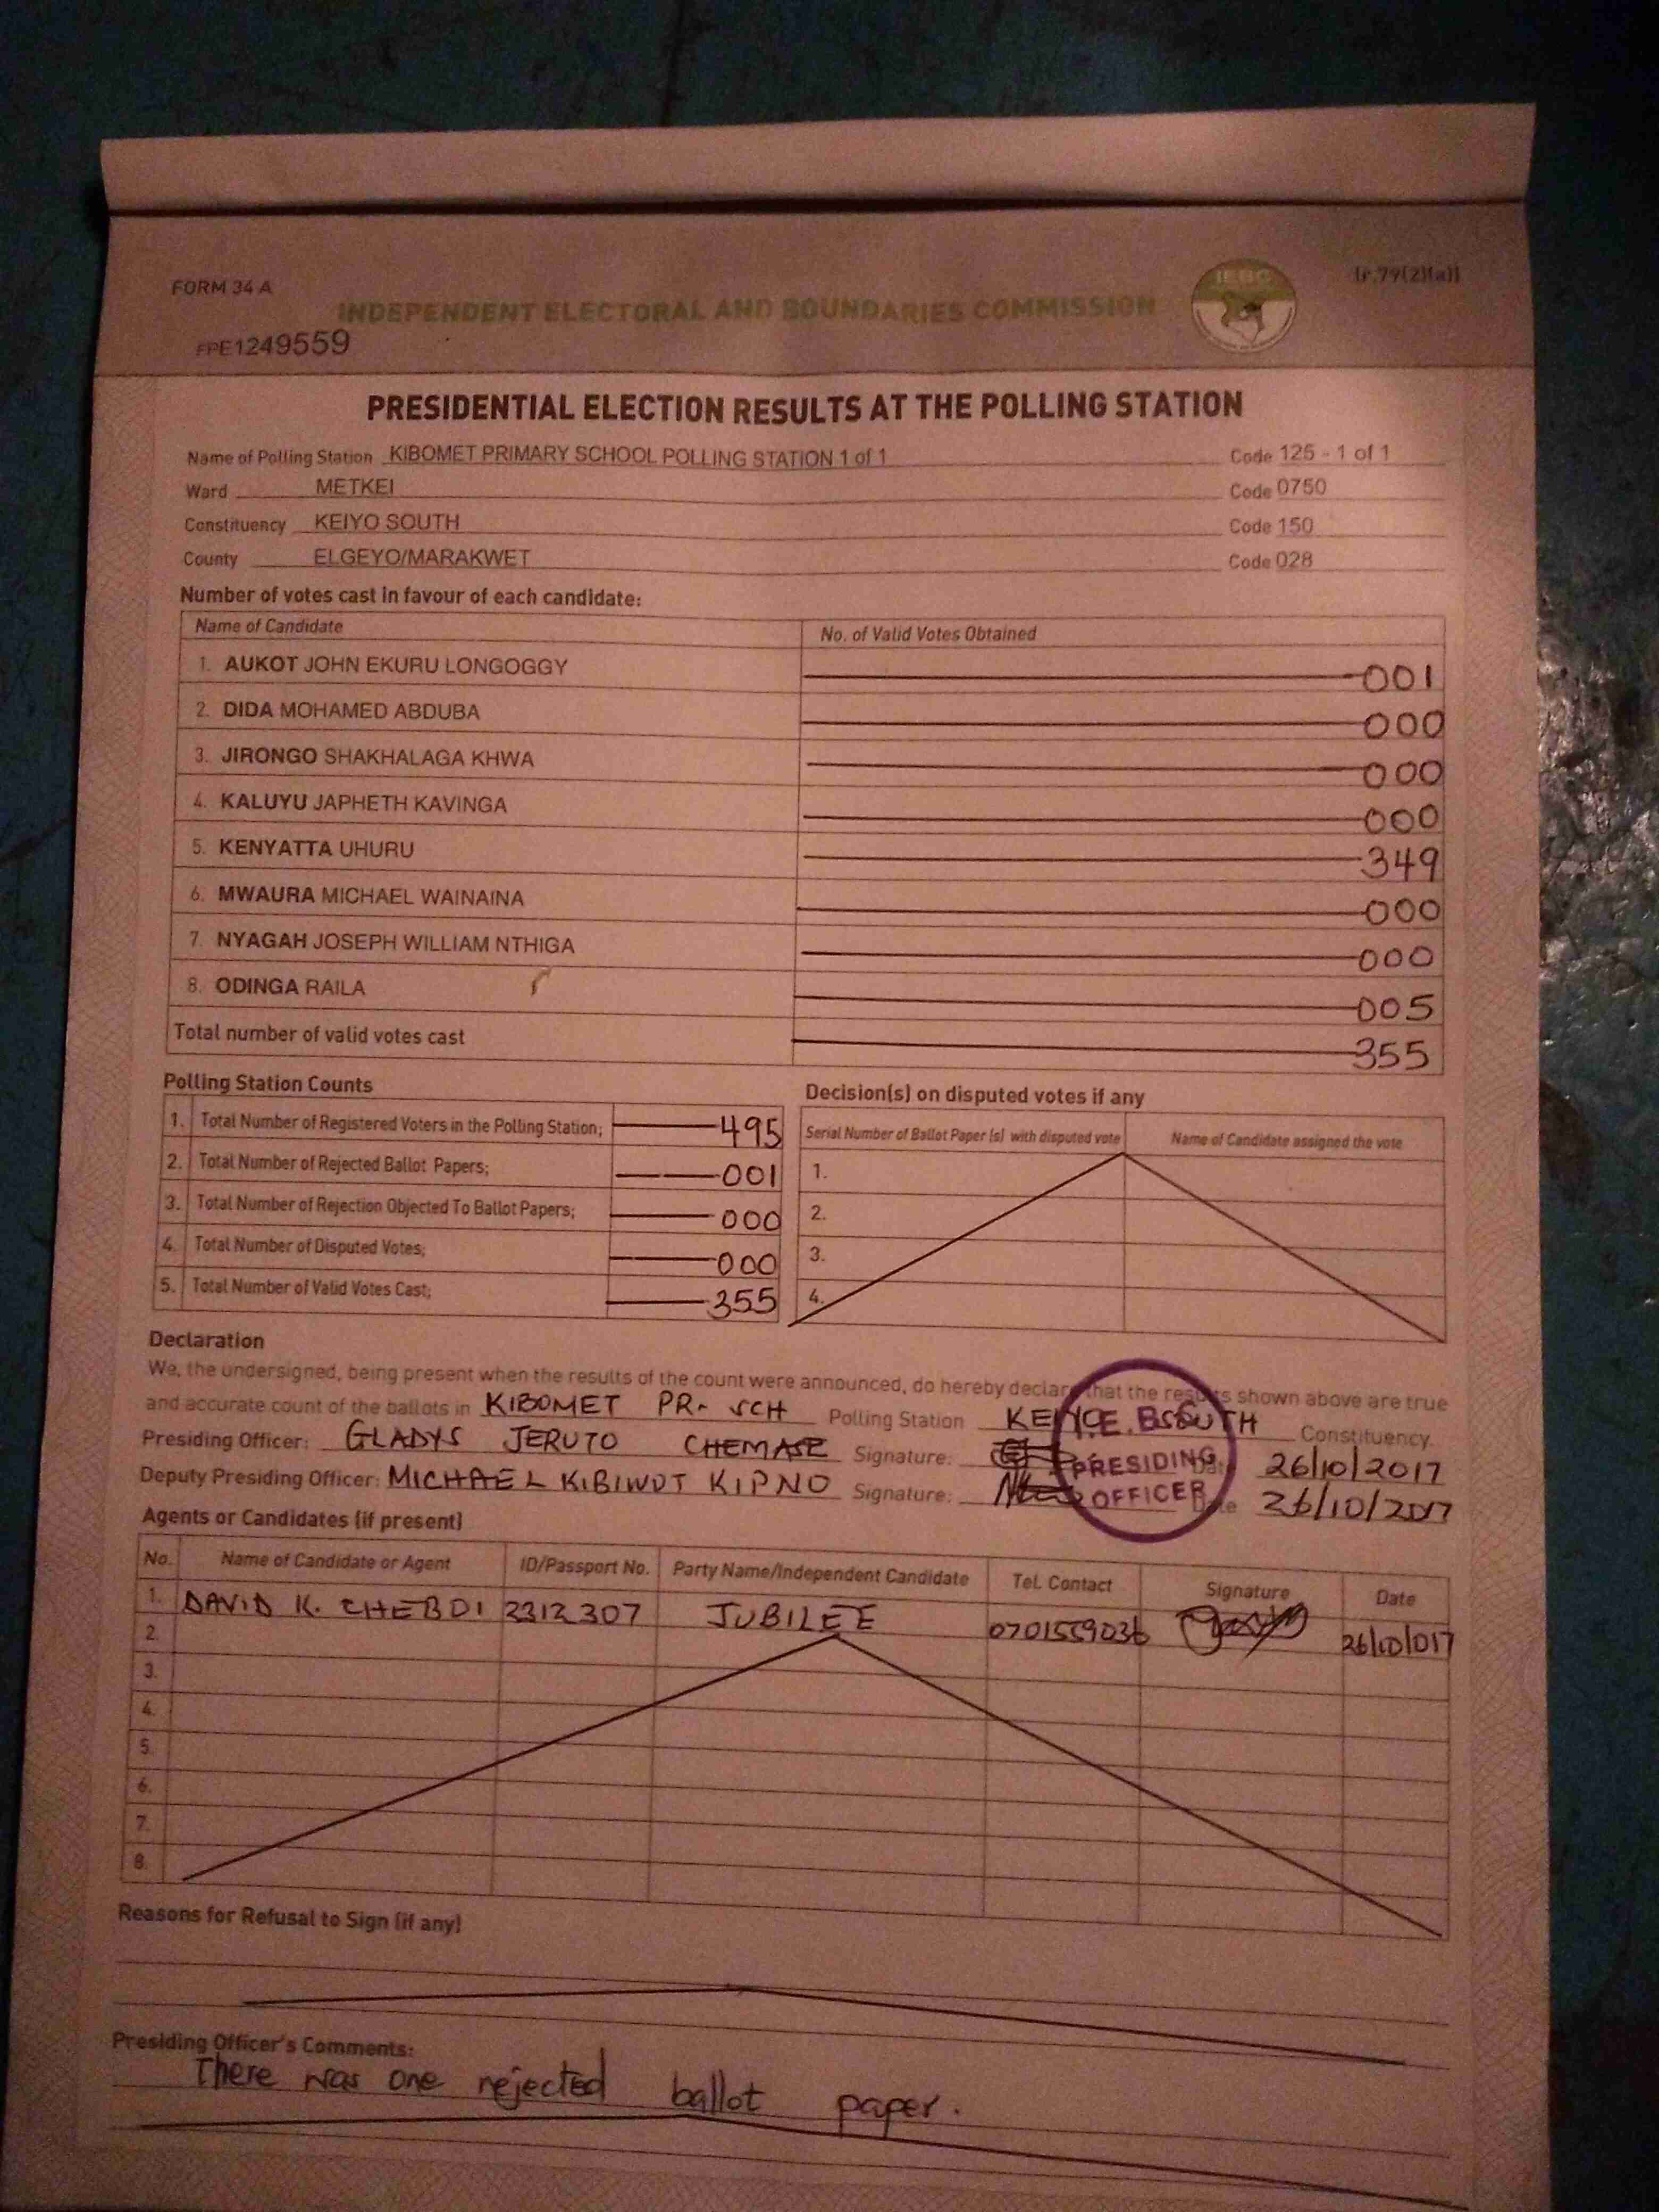 FORM 34 A
(r.79(2)(a))
INDEPENDENT ELECTORAL AND BOUNDARIES COMMISSION
IEBC
FPE1249559
PRESIDENTIAL ELECTION RESULTS AT THE POLLING STATION
Name of Polling Station KIBOMET PRIMARY SCHOOL POLLING STATION 1 of 1 Code 125 - 1 of 1
Ward METKEI Code 0750
Constituency KEIYO SOUTH Code 150
County ELGEYO/MARAKWET Code 028
Number of votes cast in favour of each candidate:
Name of Candidate No. of Valid Votes Obtained
1. AUKOT JOHN EKURU LONGOGGY 001
2. DIDA MOHAMED ABDUBA 000
3. JIRONGO SHAKHALAGA KHWA 000
4. KALUYU JAPHETH KAVINGA 000
5. KENYATTA UHURU 349
6. MWAURA MICHAEL WAINAINA 000
7. NYAGAH JOSEPH WILLIAM NTHIGA 000
8. ODINGA RAILA 005
Total number of valid votes cast 355
Polling Station Counts
1. Total Number of Registered Voters in the Polling Station; 495
2. Total Number of Rejected Ballot Papers; 001
3. Total Number of Rejection Objected To Ballot Papers; 000
4. Total Number of Disputed Votes; 000
5. Total Number of Valid Votes Cast; 355
Decision(s) on disputed votes if any
Serial Number of Ballot Paper (s) with disputed vote Name of Candidate assigned the vote
1.
2.
3.
4.
Declaration
We, the undersigned, being present when the results of the count were announced, do hereby declare that the results shown above are true
and accurate count of the ballots in KIBOMET PR. SCH Polling Station KEIYO SOUTH Constituency.
Presiding Officer: GLADYS JERUTO CHEMASE Signature: Date 26/10/2017
Deputy Presiding Officer: MICHAEL KIBIWOT KIPNO Signature: Date 26/10/2017
I.E.B.C
PRESIDING
OFFICER
Agents or Candidates (if present)
No. Name of Candidate or Agent ID/Passport No. Party Name/Independent Candidate Tel. Contact Signature Date
1. DAVID K. CHEBOI 2312307 JUBILEE 0701559036 26/10/017
2.
3.
4.
5.
6.
7.
8.
Reasons for Refusal to Sign (if any)
Presiding Officer's Comments:
There was one rejected ballot paper.